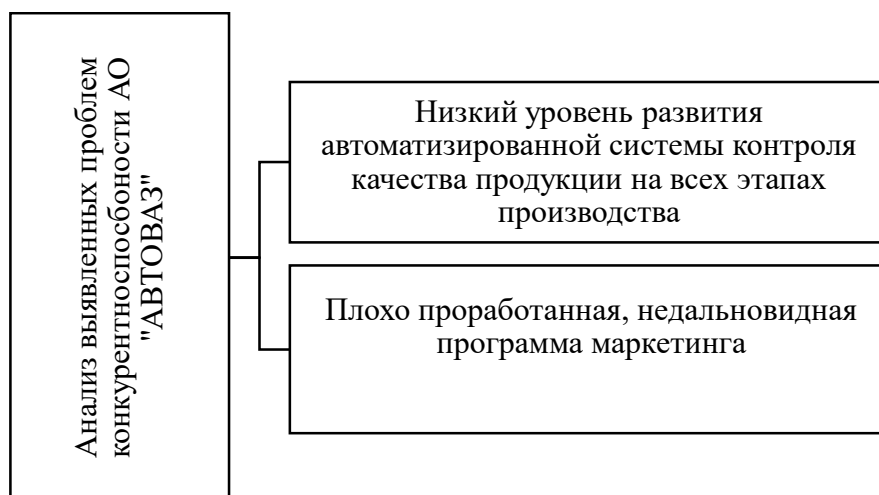 Анализ выявленных проблем
конкурентноспосбоности АО
"АВТОВАЗ"
Низкий уровень развития
автоматизированной системы контроля
качества продукции на всех этапах
производства
Плохо проработанная, недальновидная
программа маркетинга